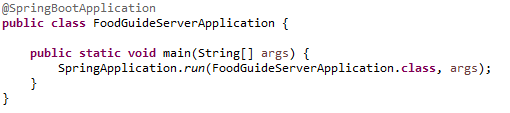 @SpringBootApplication
public class FoodGuideServerApplication {
public static void main(String[] args) {
SpringApplication.run(FoodGuideServerApplication.class, args);
}
}